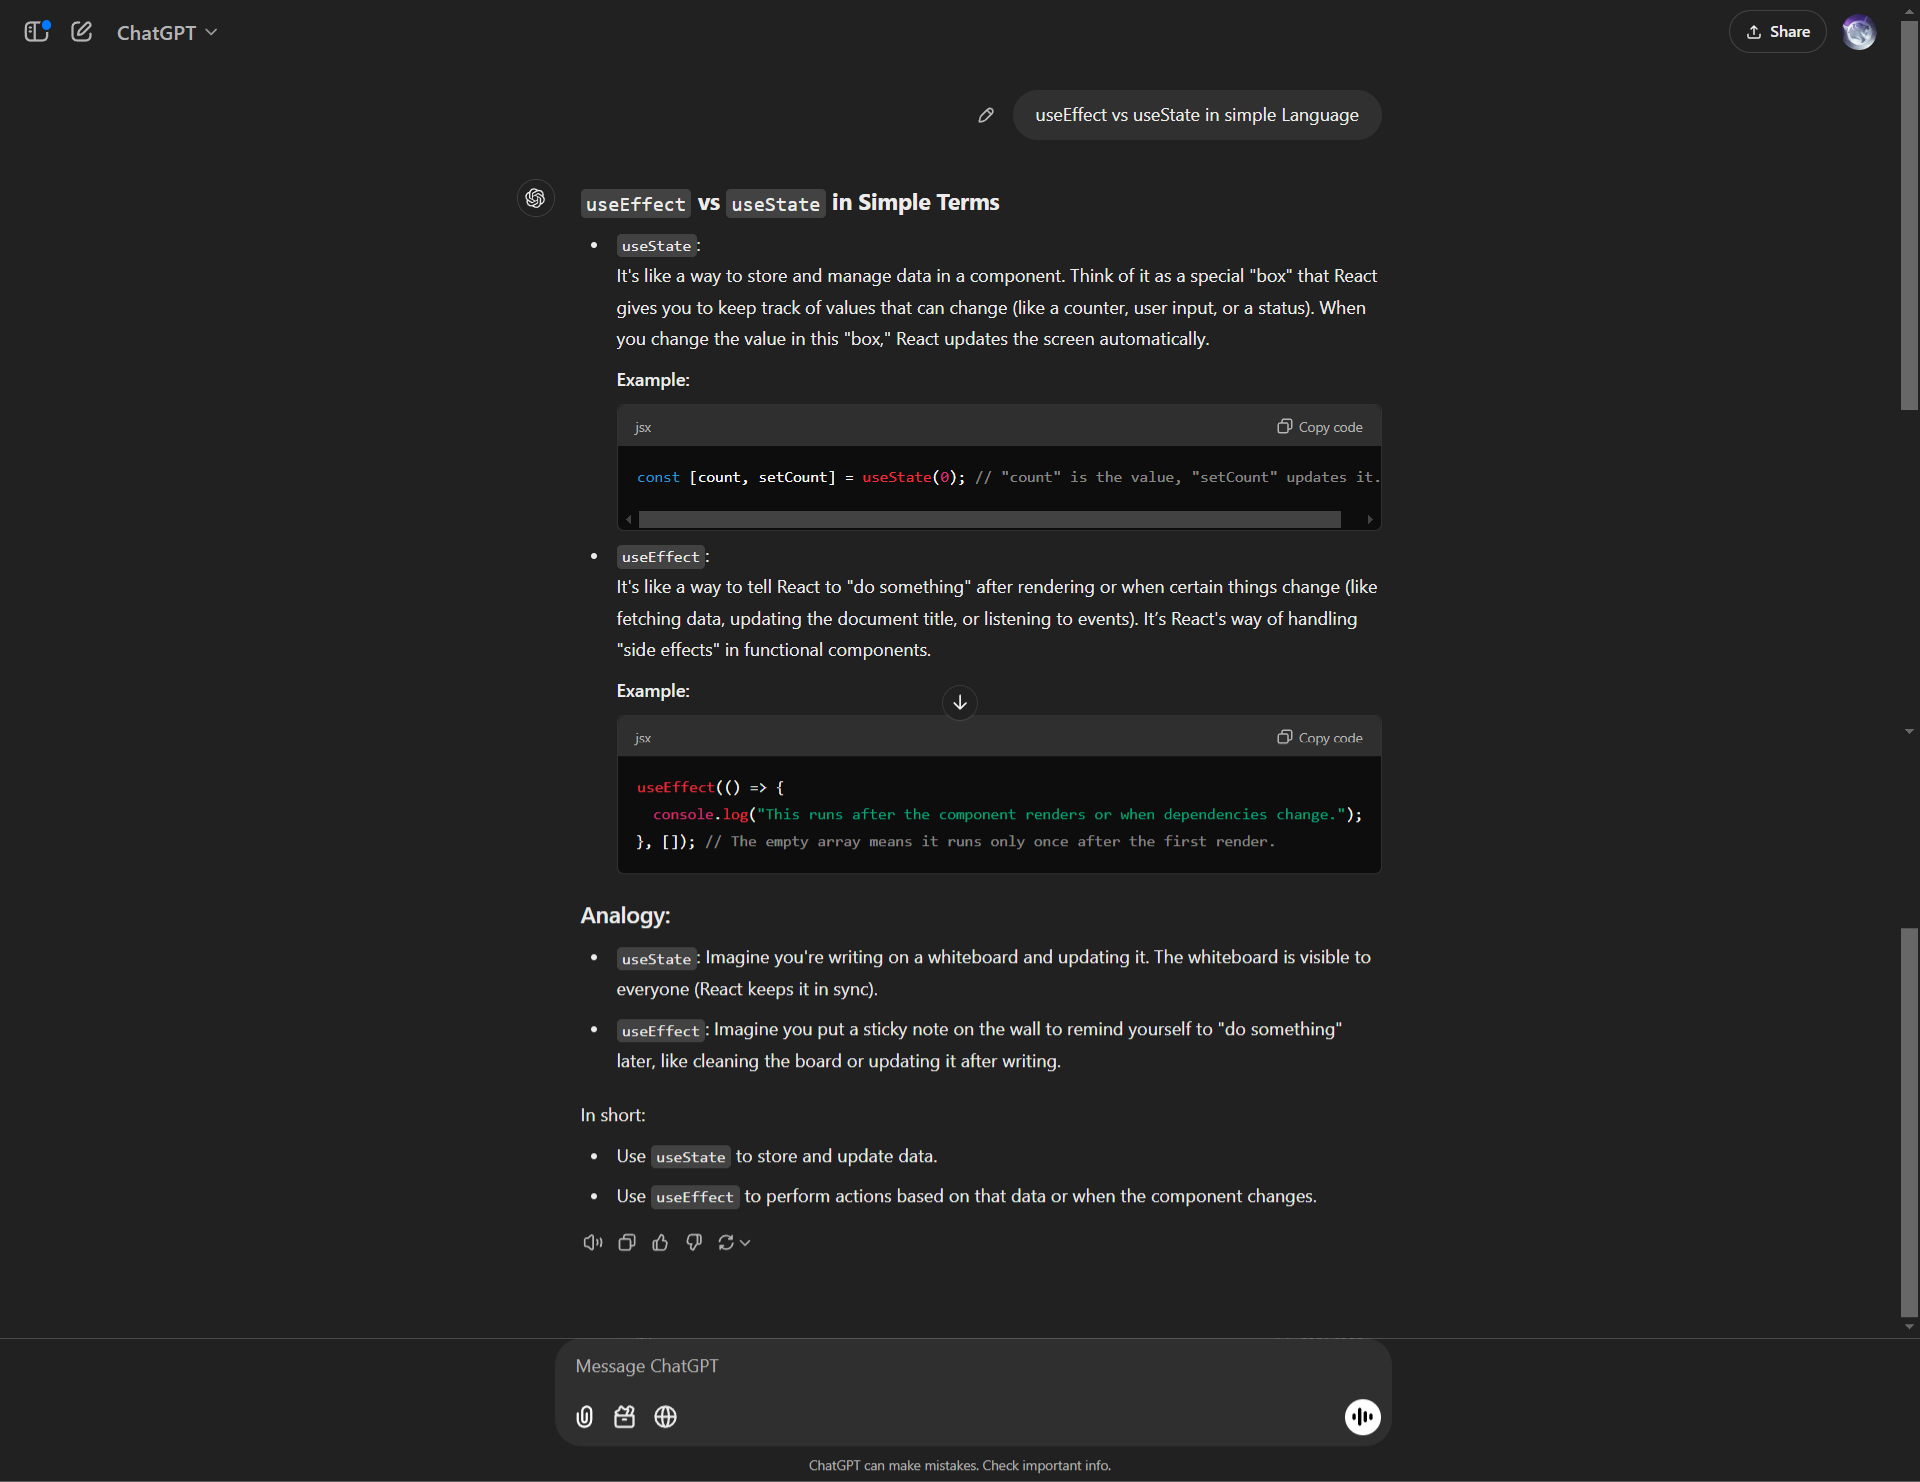 ChatGPT
Share
useEffect vs useState in simple Language
useEffect vs useState in Simple Terms
useState:
It's like a way to store and manage data in a component. Think of it as a special "box" that React
gives you to keep track of values that can change (like a counter, user input, or a status). When
you change the value in this "box," React updates the screen automatically.
Example:
jsx
Copy code
const [count, setCount] = useState(0); // "count" is the value, "setCount" updates it.
useEffect:
It's like a way to tell React to "do something" after rendering or when certain things change (like
fetching data, updating the document title, or listening to events). It’s React's way of handling
"side effects" in functional components.
Example:
jsx
Copy code
useEffect(() => {
  console.log("This runs after the component renders or when dependencies change.");
}, []); // The empty array means it runs only once after the first render.
Analogy:
useState: Imagine you're writing on a whiteboard and updating it. The whiteboard is visible to
everyone (React keeps it in sync).
useEffect: Imagine you put a sticky note on the wall to remind yourself to "do something"
later, like cleaning the board or updating it after writing.
In short:
Use useState to store and update data.
Use useEffect to perform actions based on that data or when the component changes.
Message ChatGPT
ChatGPT can make mistakes. Check important info.